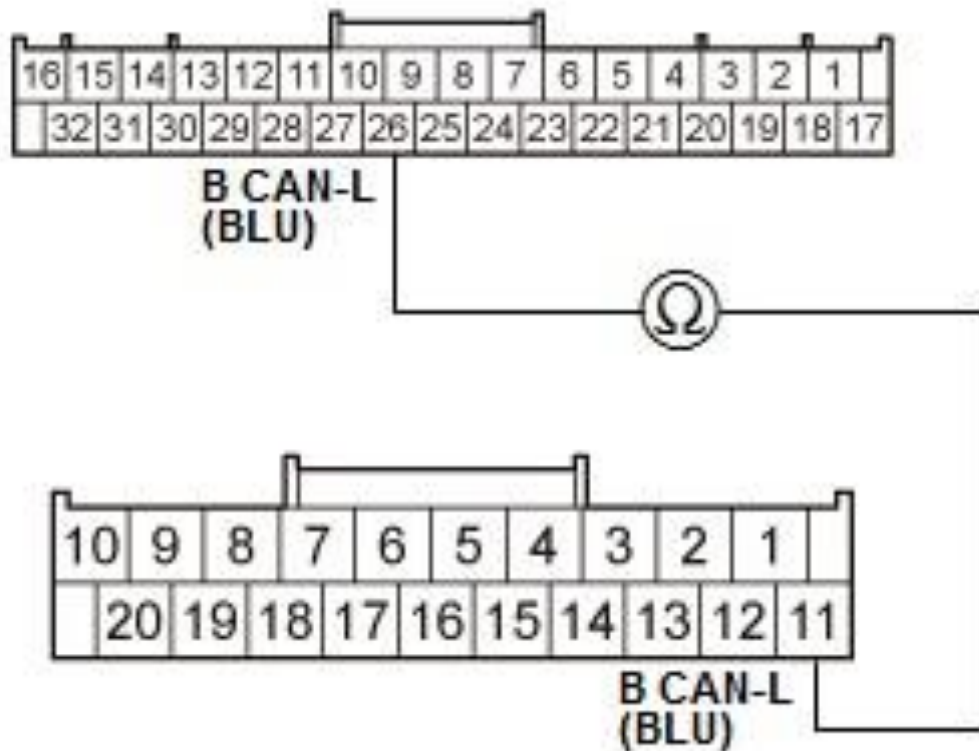 16 15 14 13 12 11 10 9 8 7 6 5 4 3 2 1
32 31 30 29 28 27 26 25 24 23 22 21 20 19 18 17
B CAN-L
(BLU)
Ω
10 9 8 7 6 5 4 3 2 1
20 19 18 17 16 15 14 13 12 11
B CAN-L
(BLU)